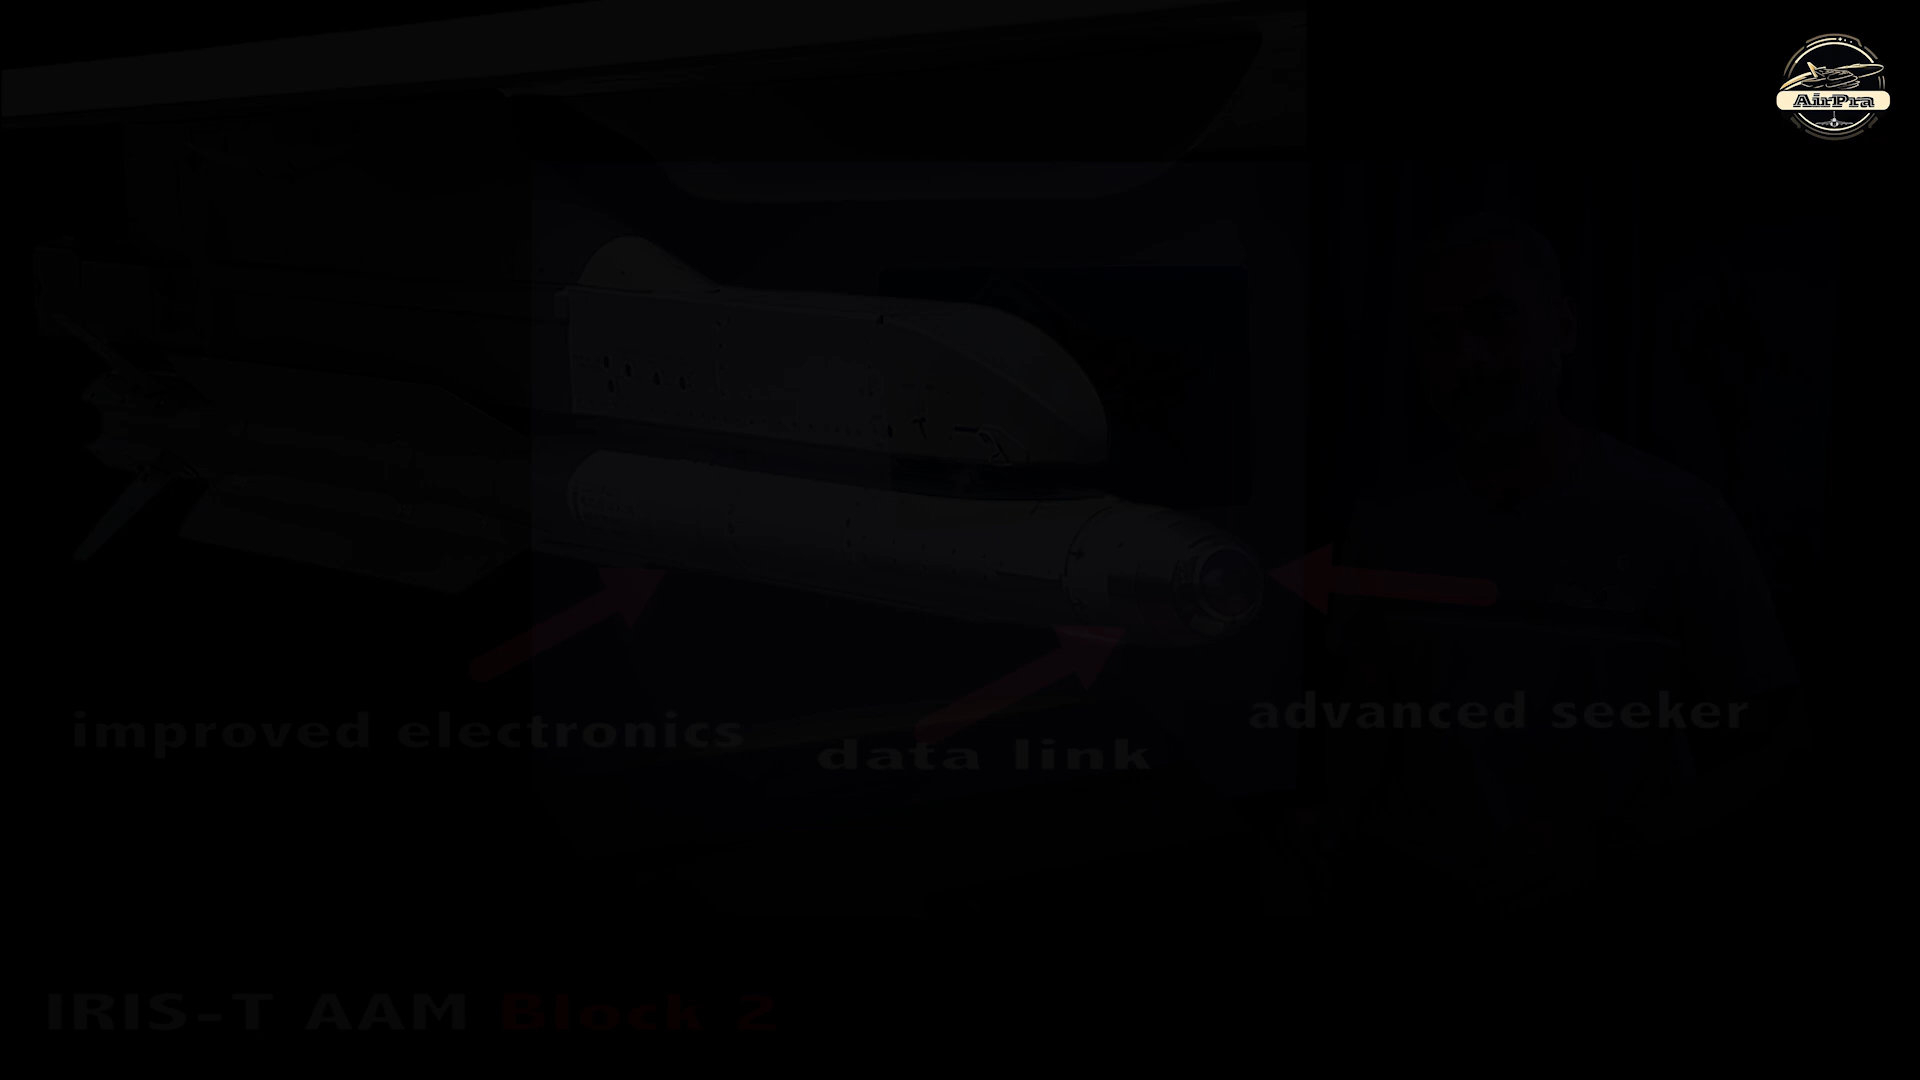 AirPra
improved electronics
data link
advanced seeker
IRIS-T AAM Block 2